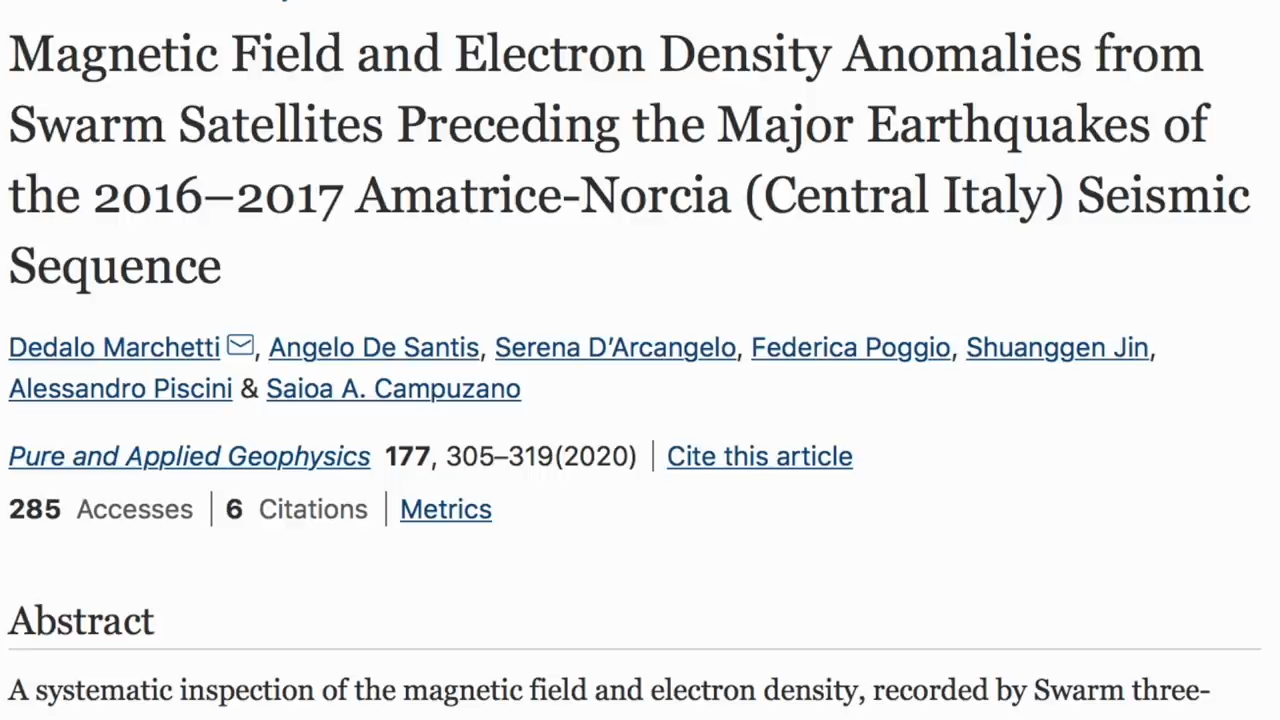 Magnetic Field and Electron Density Anomalies from
Swarm Satellites Preceding the Major Earthquakes of
the 2016–2017 Amatrice-Norcia (Central Italy) Seismic
Sequence
Dedalo Marchetti, Angelo De Santis, Serena D’Arcangelo, Federica Poggio, Shuanggen Jin,
Alessandro Piscini & Saioa A. Campuzano
Pure and Applied Geophysics 177, 305–319(2020) | Cite this article
285 Accesses | 6 Citations | Metrics
Abstract
A systematic inspection of the magnetic field and electron density, recorded by Swarm three-